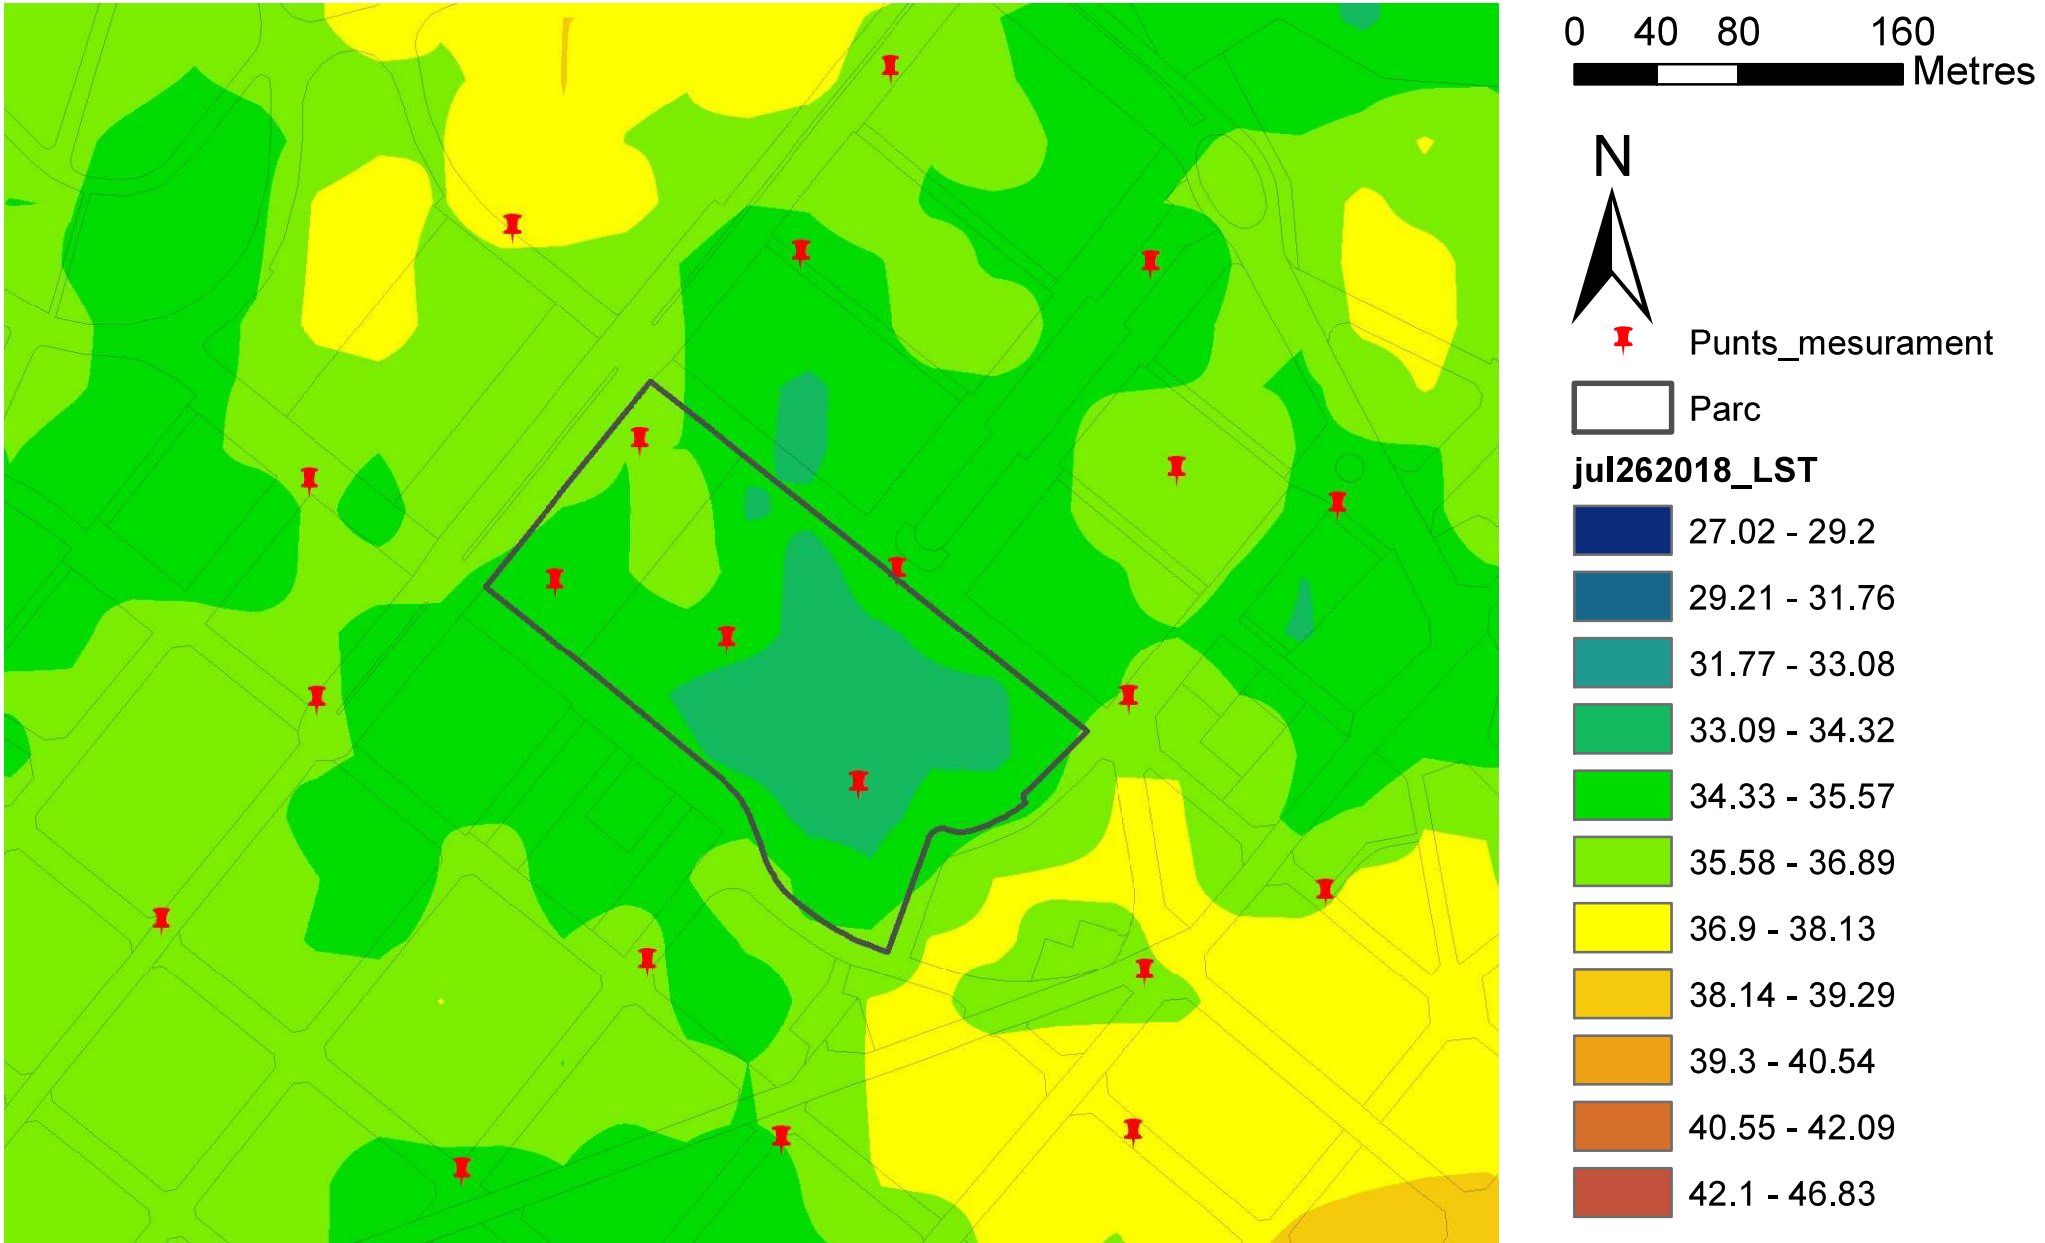 0 40 80 160
Metres
N
Punts_mesurament
Parc
jul262018_LST
27.02 - 29.2
29.21 - 31.76
31.77 - 33.08
33.09 - 34.32
34.33 - 35.57
35.58 - 36.89
36.9 - 38.13
38.14 - 39.29
39.3 - 40.54
40.55 - 42.09
42.1 - 46.83